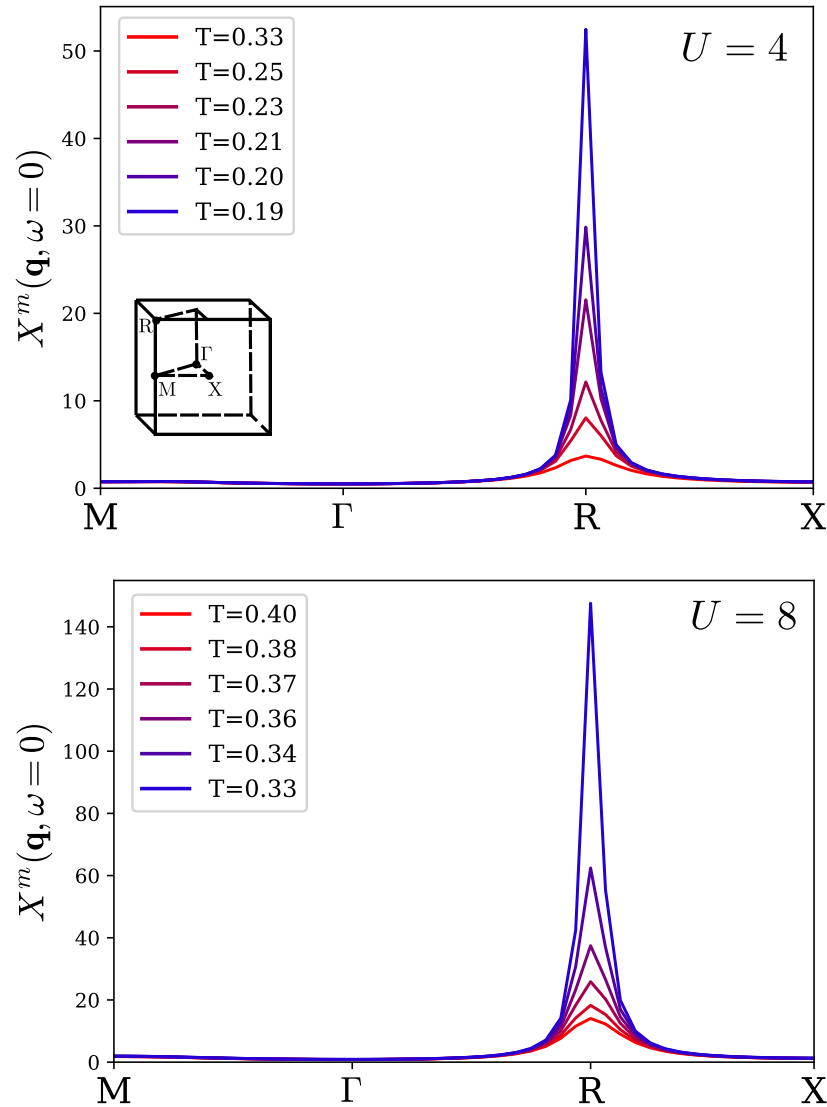 U = 4
T=0.33
T=0.25
T=0.23
T=0.21
T=0.20
T=0.19
X^m(q, ω=0)
50
40
30
20
10
0
R
Γ
M
X
M Γ R X
U = 8
T=0.40
T=0.38
T=0.37
T=0.36
T=0.34
T=0.33
X^m(q, ω=0)
140
120
100
80
60
40
20
0
M Γ R X